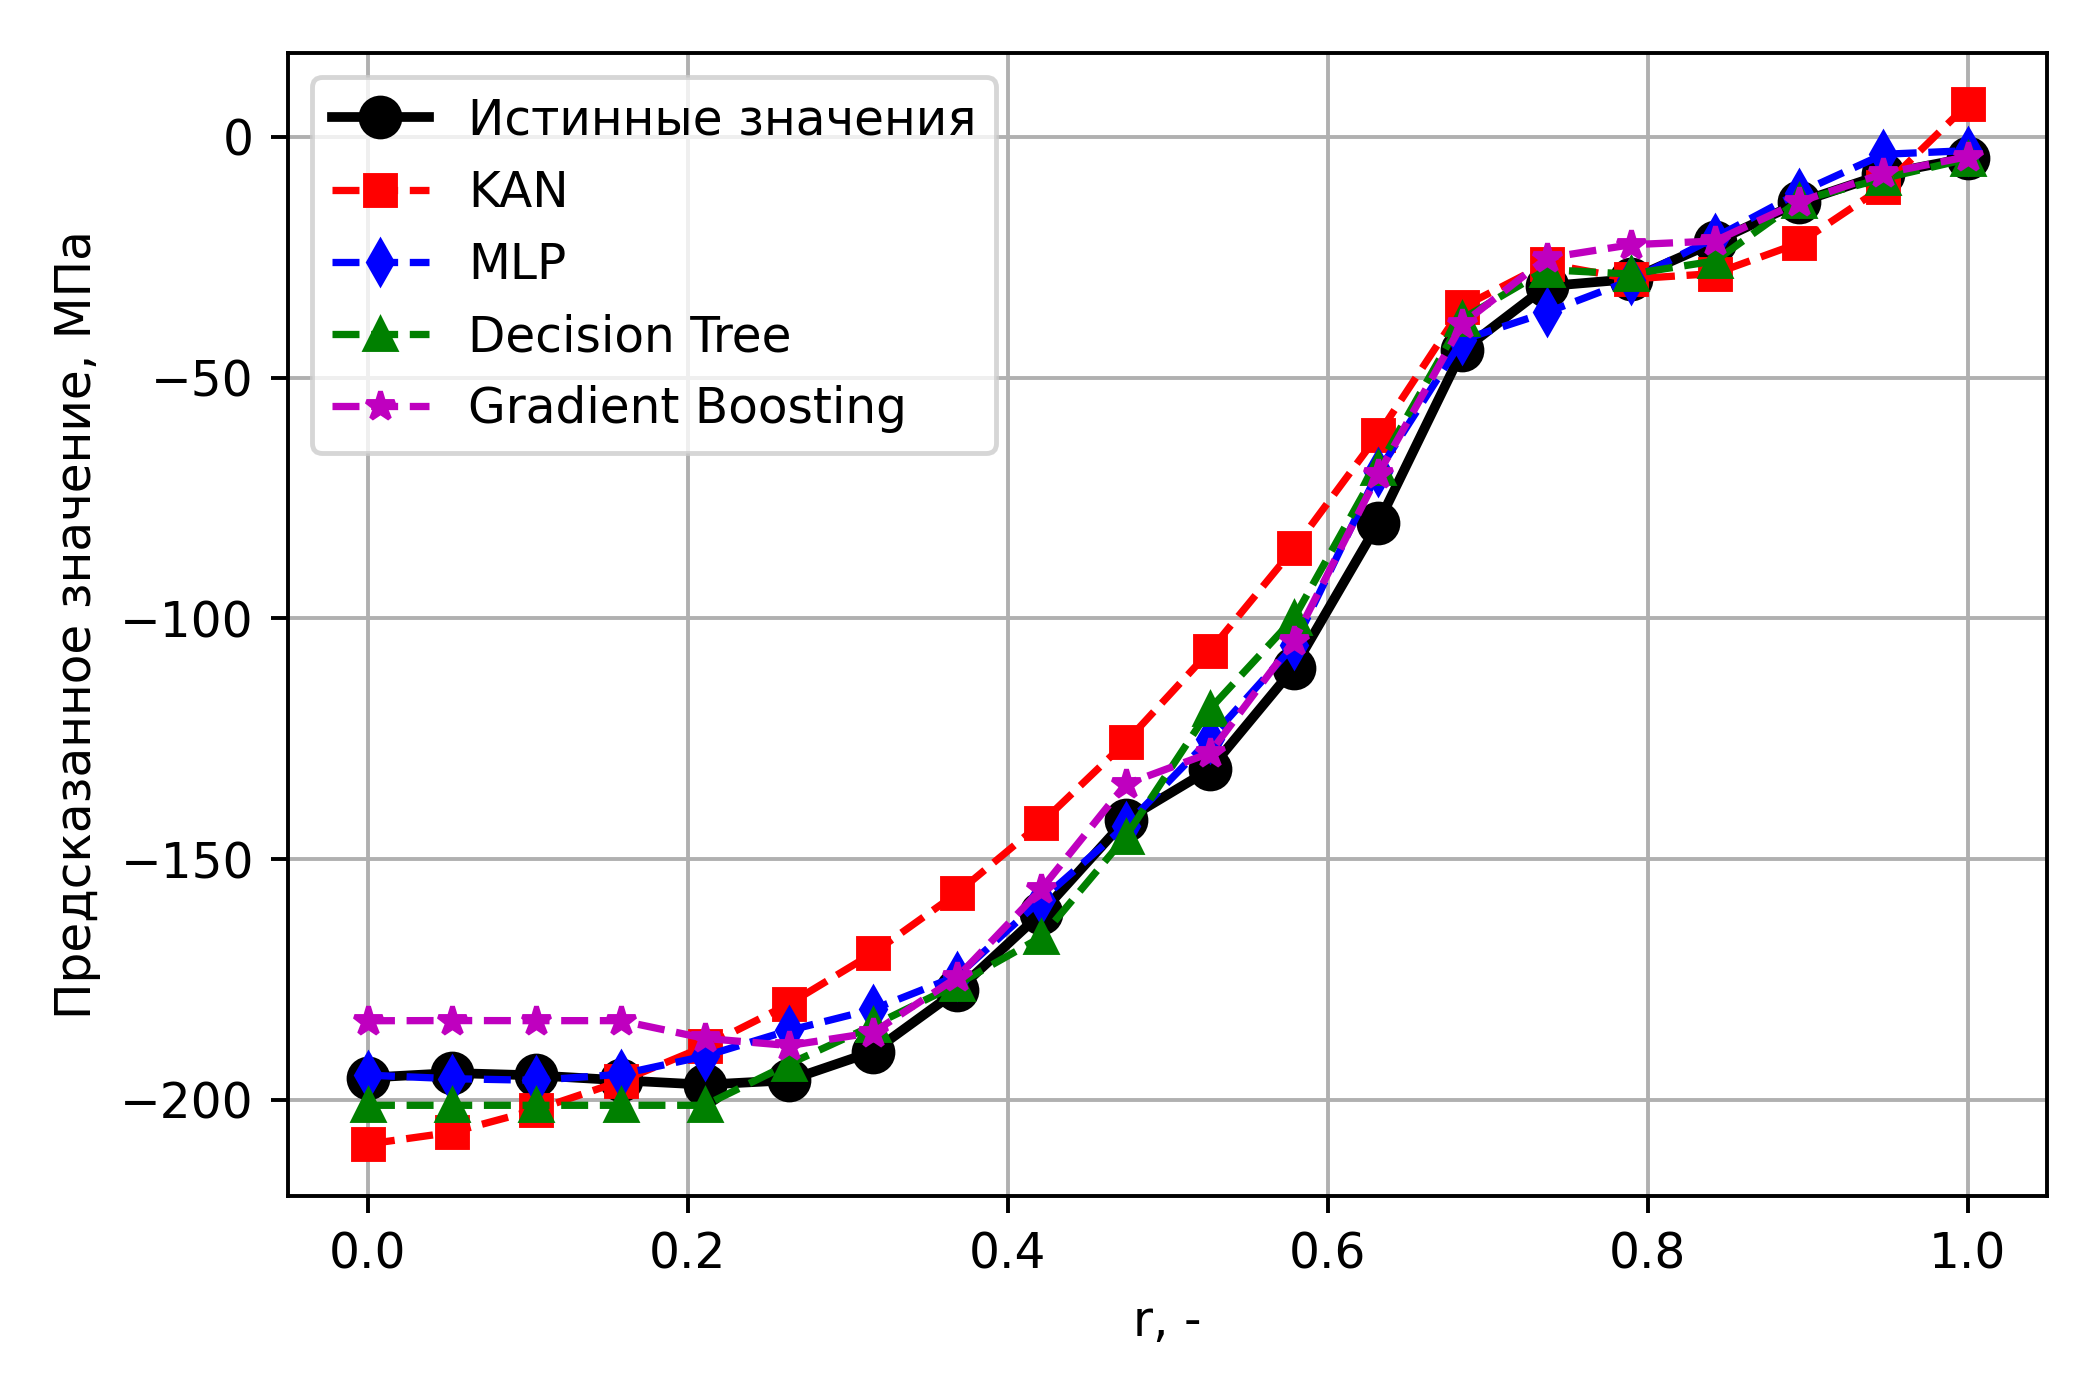 Истинные значения
KAN
MLP
Decision Tree
Gradient Boosting
Предсказанное значение, МПа
0
−50
−100
−150
−200
0.0 0.2 0.4 0.6 0.8 1.0
r, -